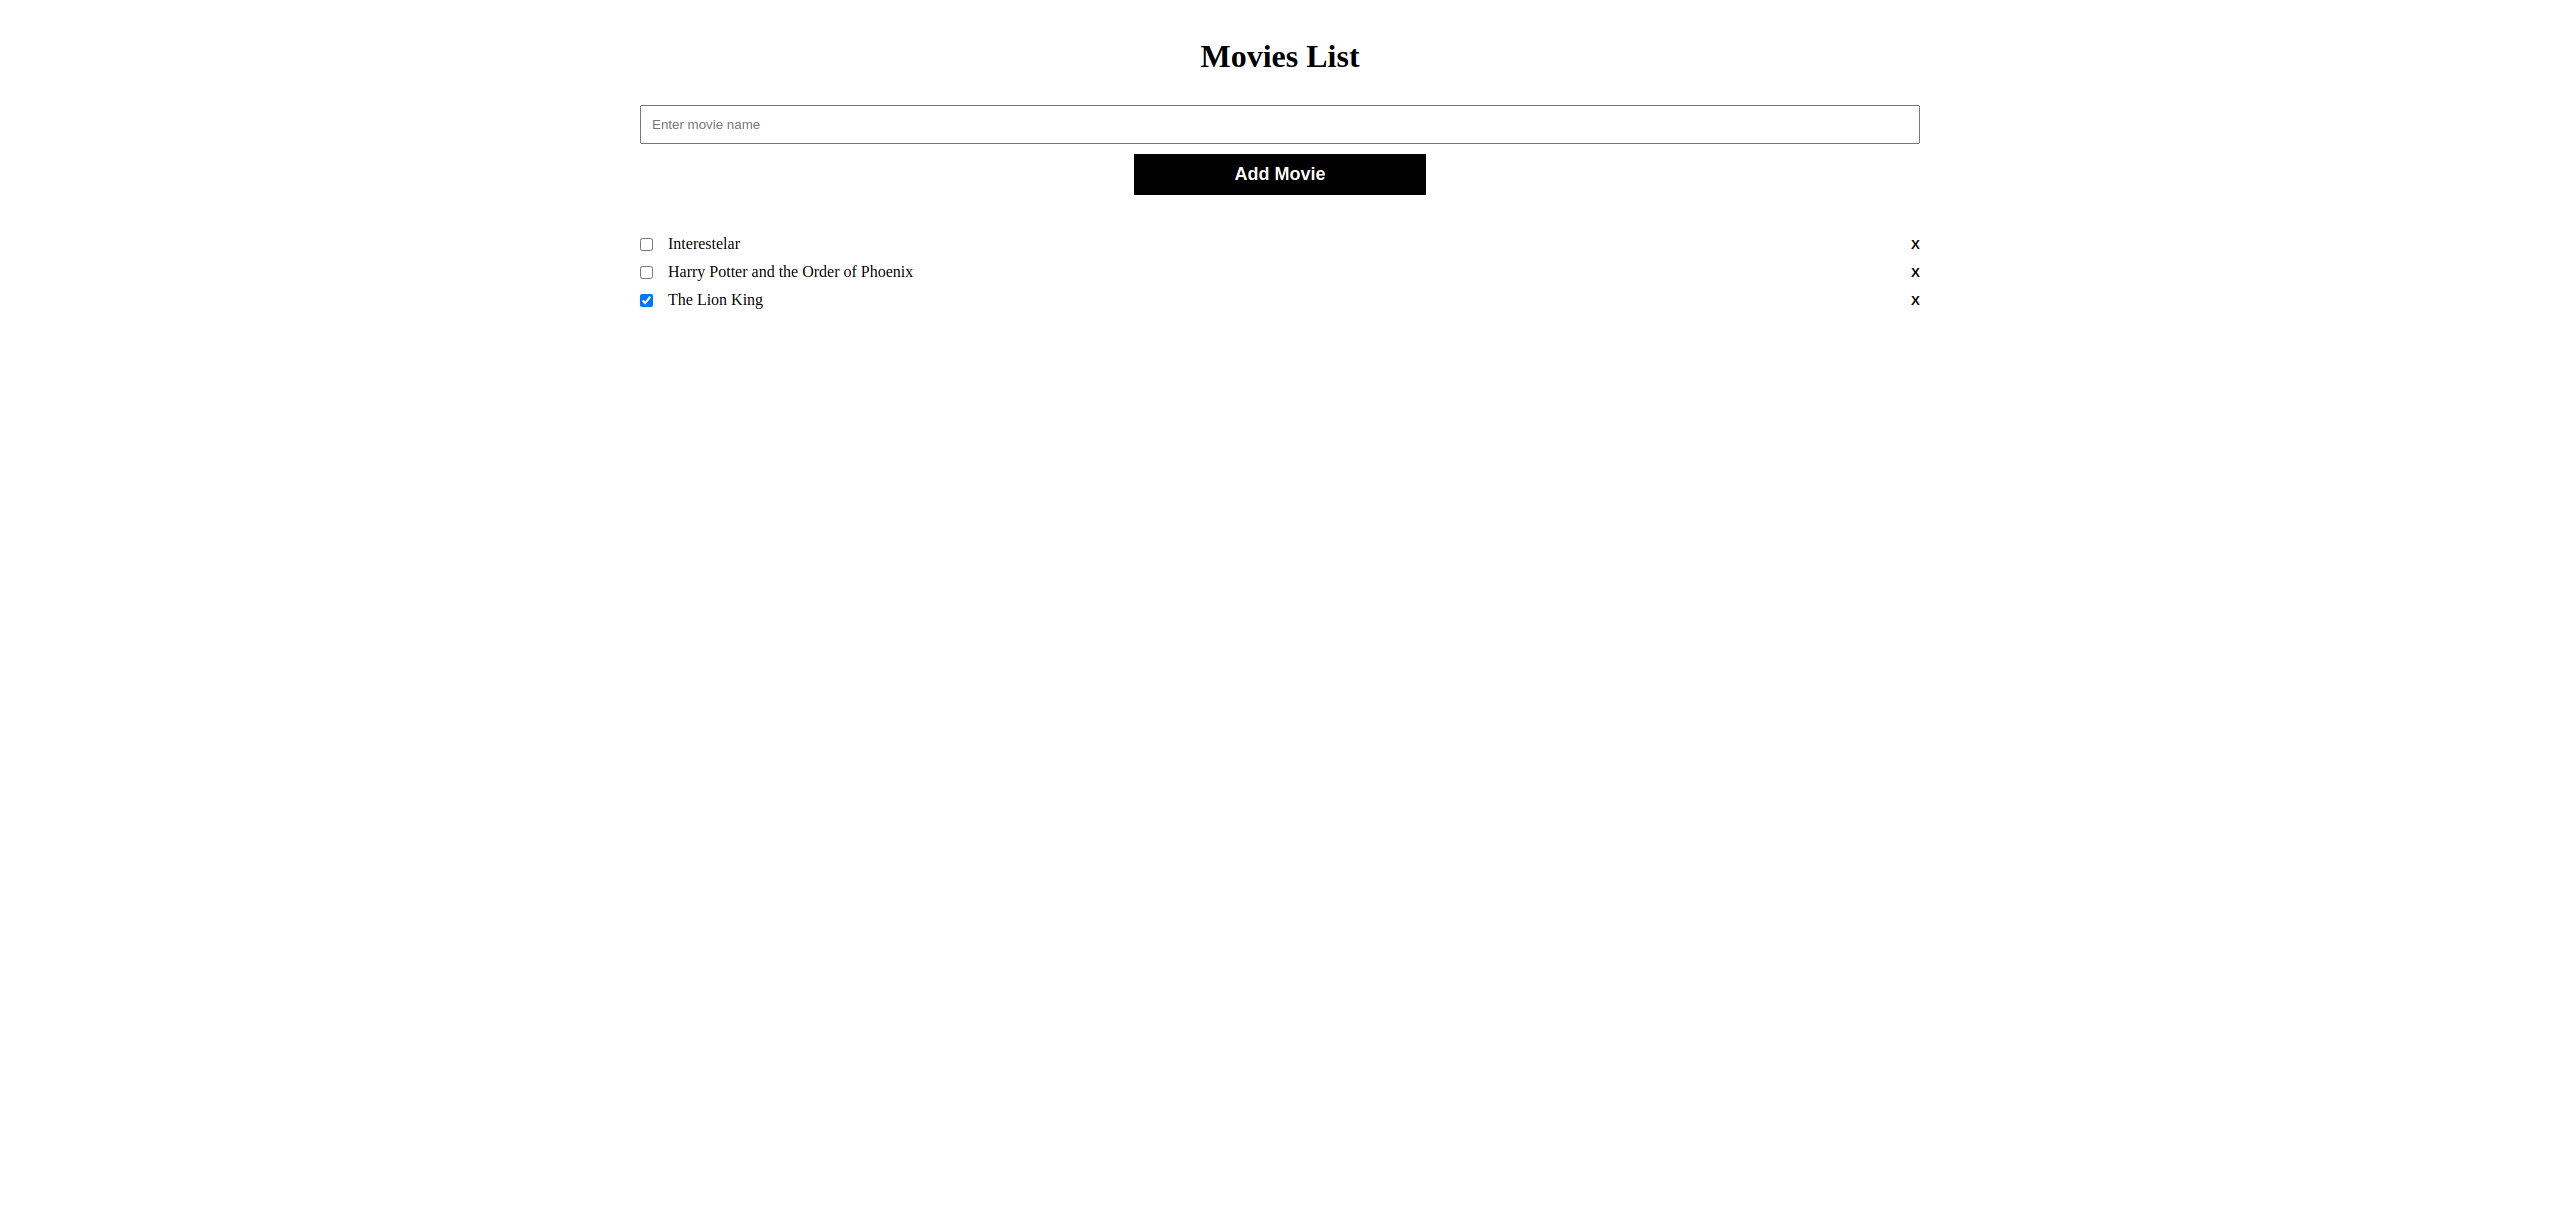 Movies List
Enter movie name
Add Movie
Interestelar X
Harry Potter and the Order of Phoenix X
The Lion King X